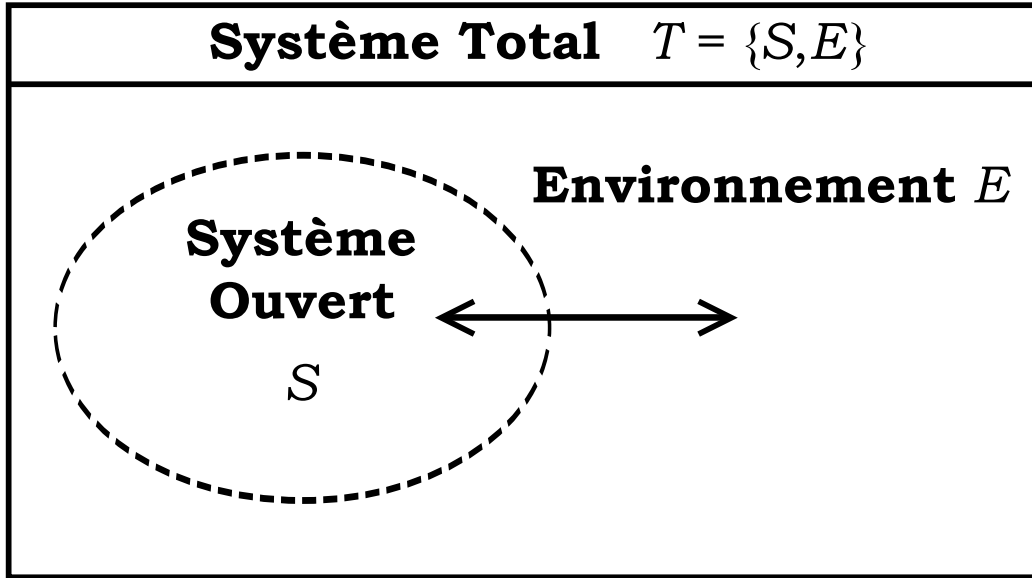 Système Total T = {S,E}
Environnement E
Système
Ouvert
S